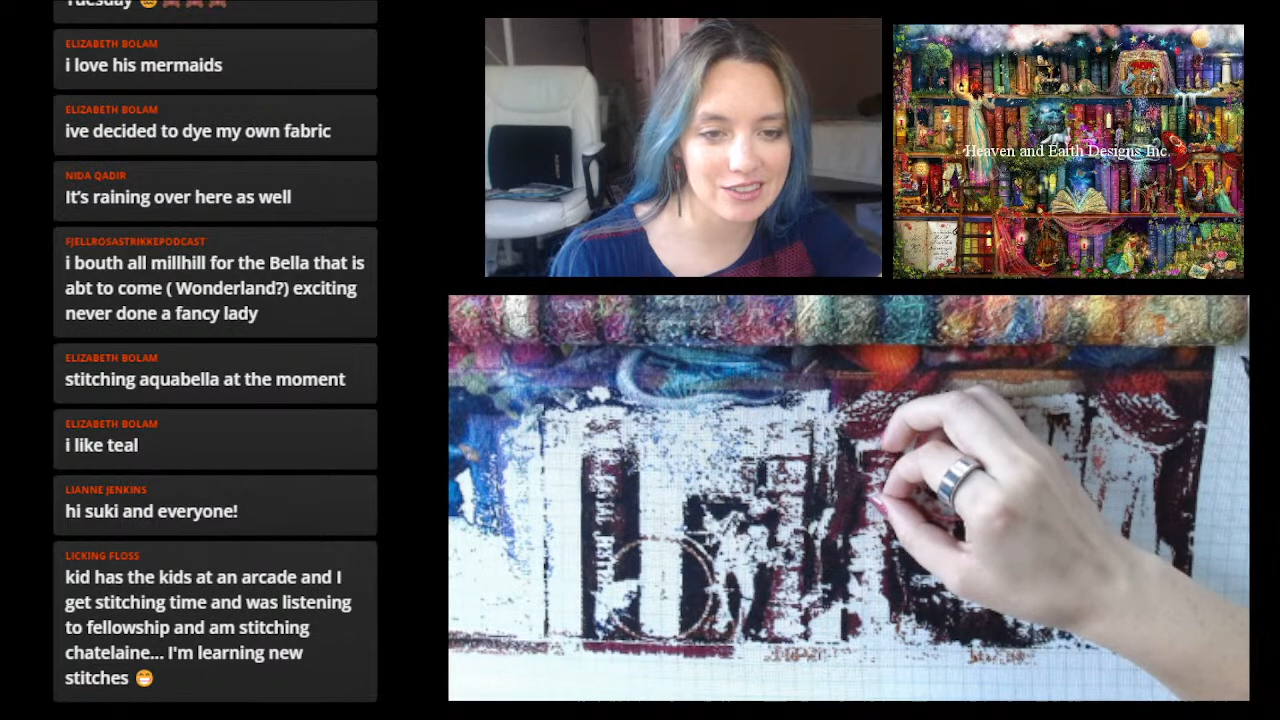 Tuesday
ELIZABETH BOLAM
i love his mermaids
ELIZABETH BOLAM
ive decided to dye my own fabric
NIDA QADIR
It's raining over here as well
FJELLROSASTRIKKEPODCAST
i bouth all millhill for the Bella that is
abt to come ( Wonderland?) exciting
never done a fancy lady
ELIZABETH BOLAM
stitching aquabella at the moment
ELIZABETH BOLAM
i like teal
LIANNE JENKINS
hi suki and everyone!
LICKING FLOSS
kid has the kids at an arcade and I
get stitching time and was listening
to fellowship and am stitching
chatelaine... I'm learning new
stitches 😁
Heaven and Earth Designs Inc.